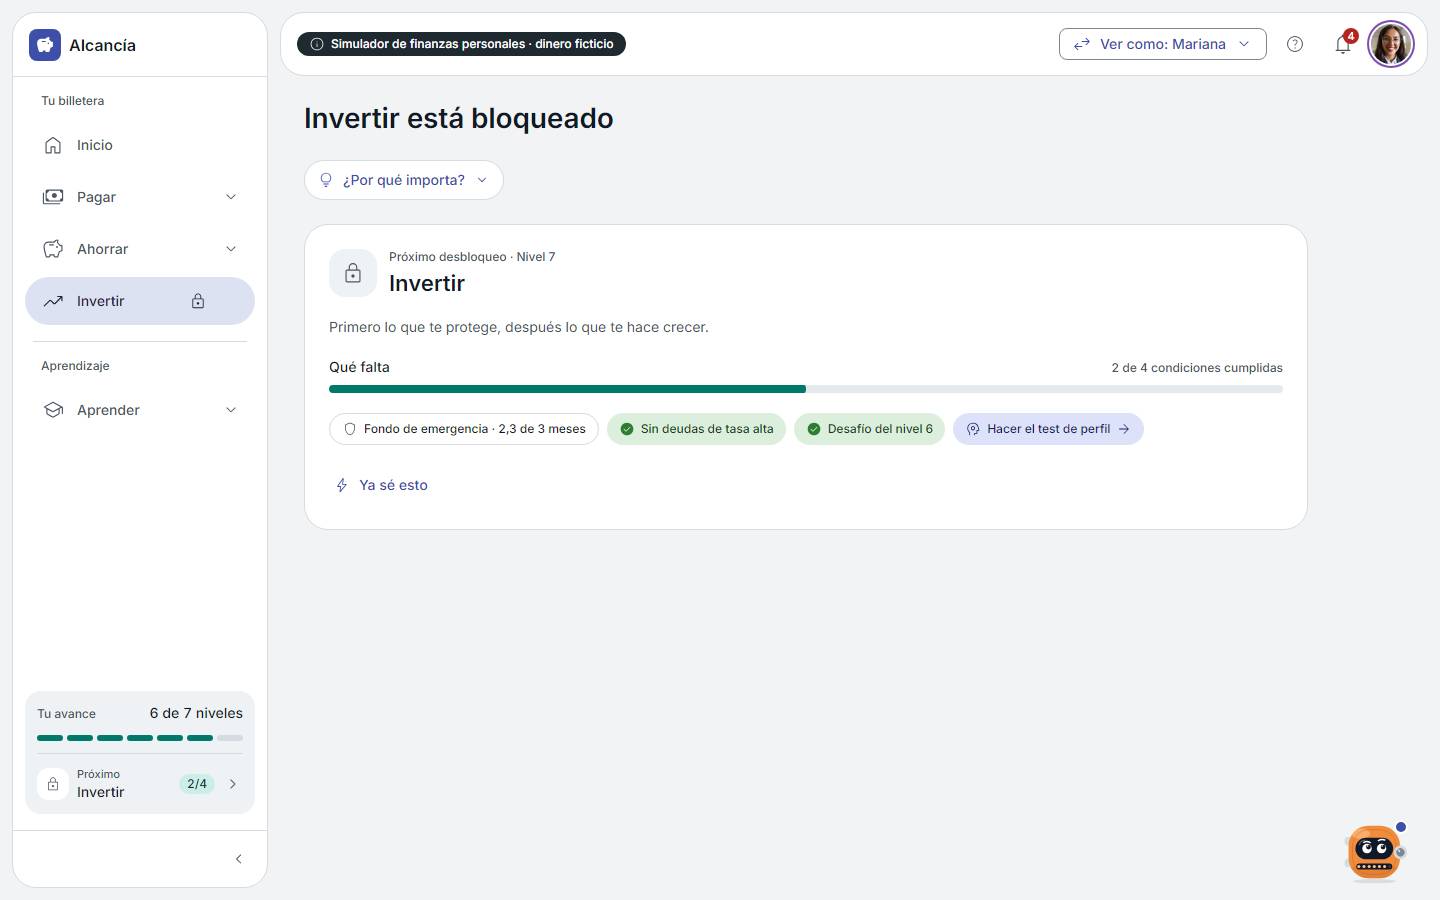 Alcancía
Simulador de finanzas personales · dinero ficticio
Ver como: Mariana
4
Tu billetera
Inicio
Pagar
Ahorrar
Invertir
Aprendizaje
Aprender
Tu avance
6 de 7 niveles
Próximo
Invertir
2/4
Invertir está bloqueado
¿Por qué importa?
Próximo desbloqueo · Nivel 7
Invertir
Primero lo que te protege, después lo que te hace crecer.
Qué falta
2 de 4 condiciones cumplidas
Fondo de emergencia · 2,3 de 3 meses
Sin deudas de tasa alta
Desafío del nivel 6
Hacer el test de perfil
Ya sé esto